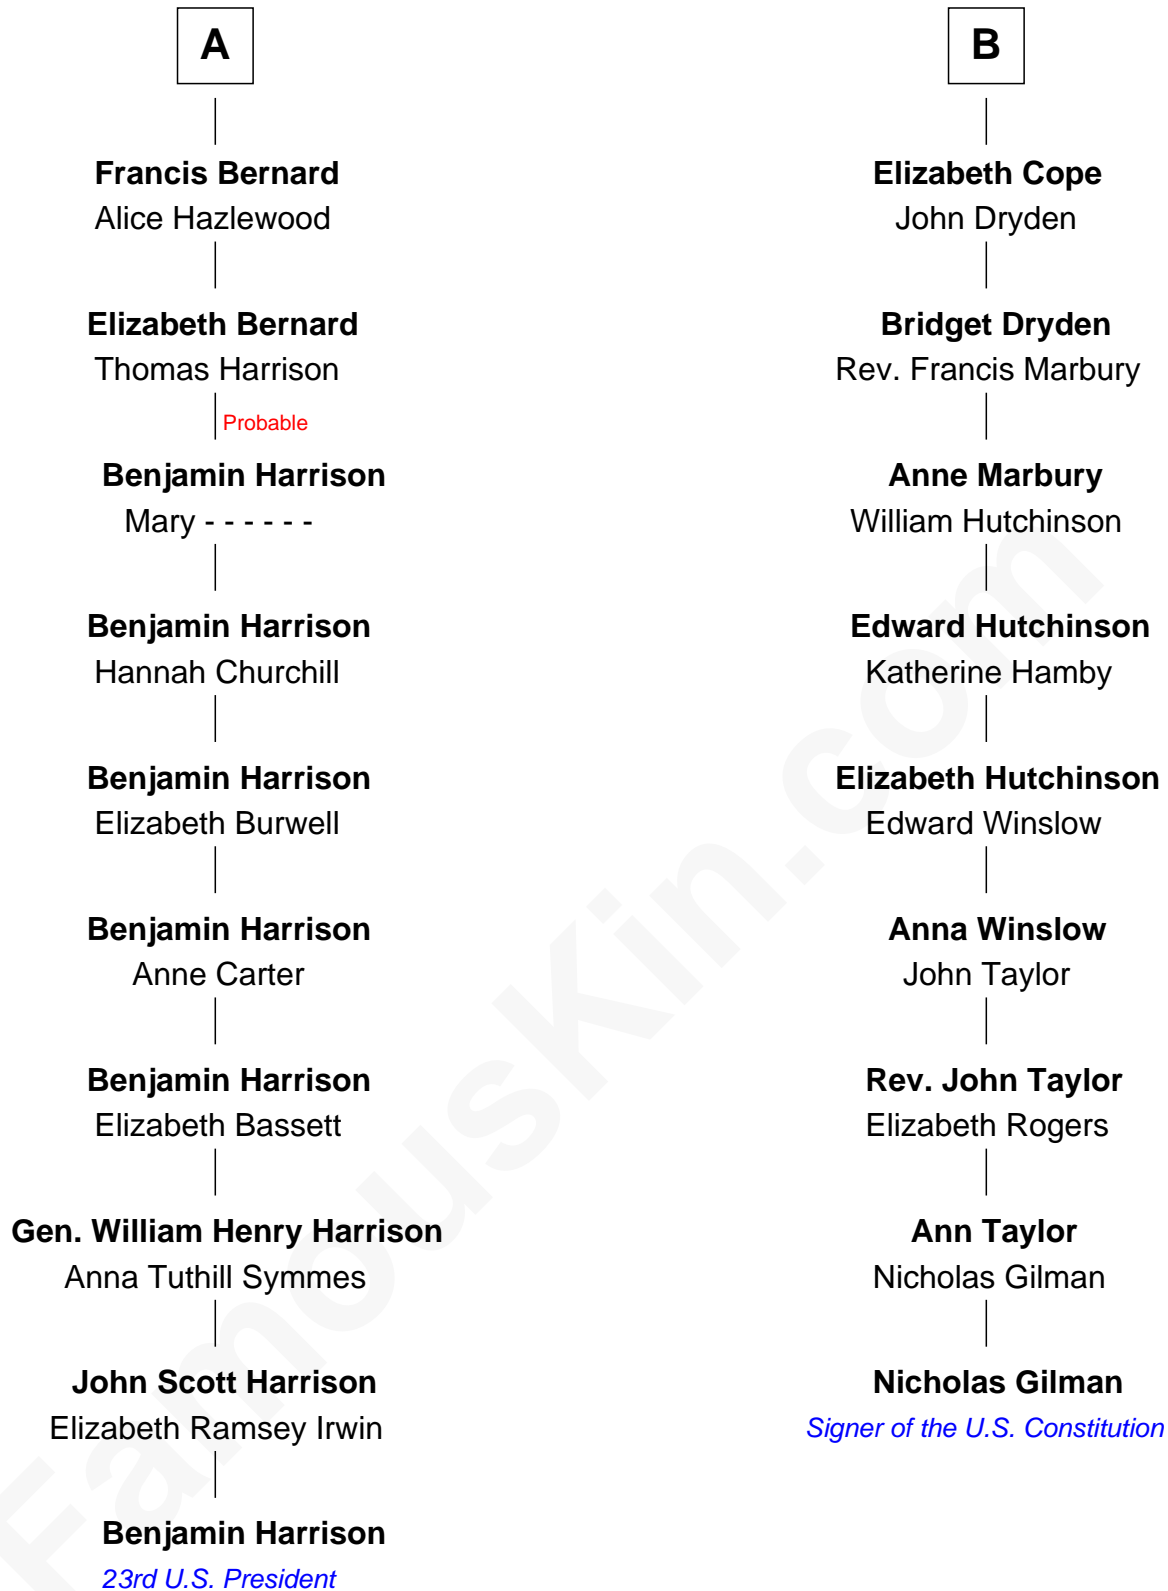 A
Francis Bernard
Alice Hazlewood
Elizabeth Bernard
Thomas Harrison
Probable
Benjamin Harrison
Mary - - - - - -
Benjamin Harrison
Hannah Churchill
Benjamin Harrison
Elizabeth Burwell
Benjamin Harrison
Anne Carter
Benjamin Harrison
Elizabeth Bassett
Gen. William Henry Harrison
Anna Tuthill Symmes
John Scott Harrison
Elizabeth Ramsey Irwin
Benjamin Harrison
23rd U.S. President
B
Elizabeth Cope
John Dryden
Bridget Dryden
Rev. Francis Marbury
Anne Marbury
William Hutchinson
Edward Hutchinson
Katherine Hamby
Elizabeth Hutchinson
Edward Winslow
Anna Winslow
John Taylor
Rev. John Taylor
Elizabeth Rogers
Ann Taylor
Nicholas Gilman
Nicholas Gilman
Signer of the U.S. Constitution
FamousKin.com